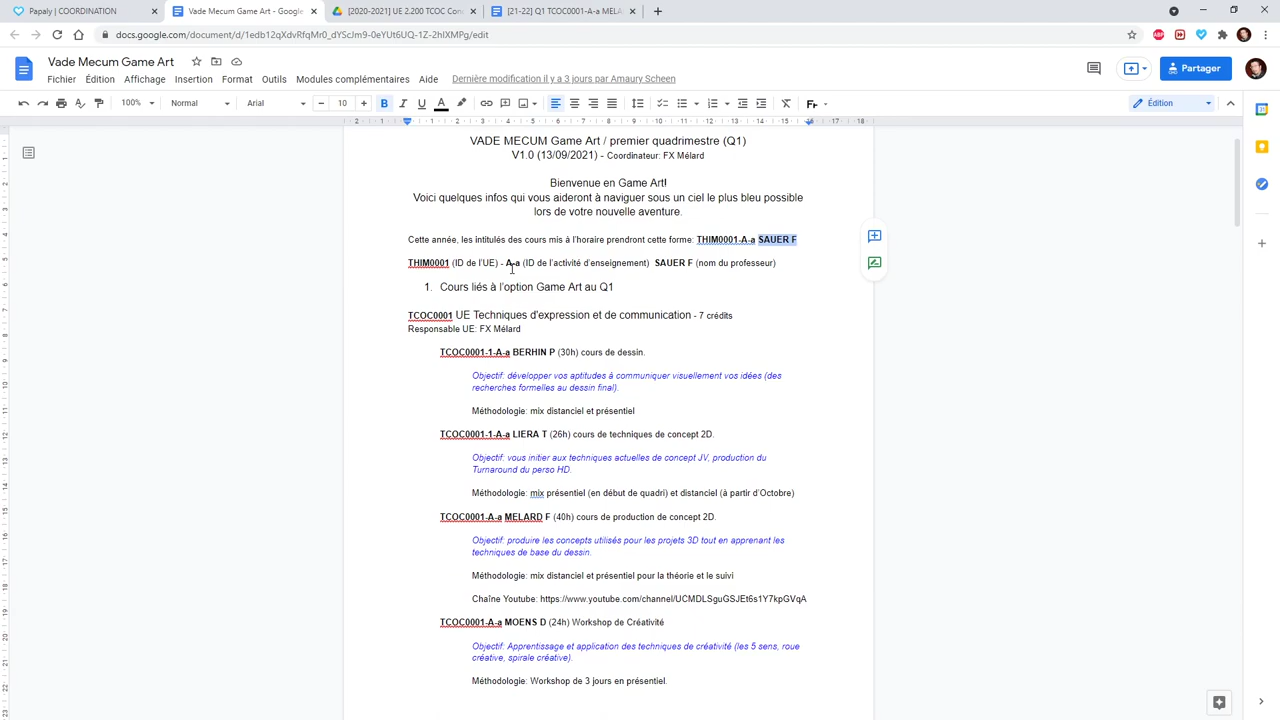 Papaly | COORDINATION
Vade Mecum Game Art - Google
[2020-2021] UE 2.200 TCOC Con
[21-22] Q1 TCOC0001-A-a MELA
docs.google.com/document/d/1edb12qXdvRfqMr0_dYScJm9-0eYUt6UQ-1Z-2hIXMPg/edit
Vade Mecum Game Art
Fichier Édition Affichage Insertion Format Outils Modules complémentaires Aide Dernière modification il y a 3 jours par Amaury Scheen
Partager
100% Normal Arial 10 Édition
VADE MECUM Game Art / premier quadrimestre (Q1)
V1.0 (13/09/2021) - Coordinateur: FX Mélard
Bienvenue en Game Art!
Voici quelques infos qui vous aideront à naviguer sous un ciel le plus bleu possible
lors de votre nouvelle aventure.
Cette année, les intitulés des cours mis à l'horaire prendront cette forme: THIM0001-A-a SAUER F
THIM0001 (ID de l'UE) - A-a (ID de l'activité d'enseignement) SAUER F (nom du professeur)
1. Cours liés à l'option Game Art au Q1
TCOC0001 UE Techniques d'expression et de communication - 7 crédits
Responsable UE: FX Mélard
TCOC0001-1-A-a BERHIN P (30h) cours de dessin.
Objectif: développer vos aptitudes à communiquer visuellement vos idées (des
recherches formelles au dessin final).
Méthodologie: mix distanciel et présentiel
TCOC0001-1-A-a LIERA T (26h) cours de techniques de concept 2D.
Objectif: vous initier aux techniques actuelles de concept JV, production du
Turnaround du perso HD.
Méthodologie: mix présentiel (en début de quadri) et distanciel (à partir d'Octobre)
TCOC0001-A-a MELARD F (40h) cours de production de concept 2D.
Objectif: produire les concepts utilisés pour les projets 3D tout en apprenant les
techniques de base du dessin.
Méthodologie: mix distanciel et présentiel pour la théorie et le suivi
Chaîne Youtube: https://www.youtube.com/channel/UCMDLSguGSJEt6s1Y7kpGVqA
TCOC0001-A-a MOENS D (24h) Workshop de Créativité
Objectif: Apprentissage et application des techniques de créativité (les 5 sens, roue
créative, spirale créative).
Méthodologie: Workshop de 3 jours en présentiel.